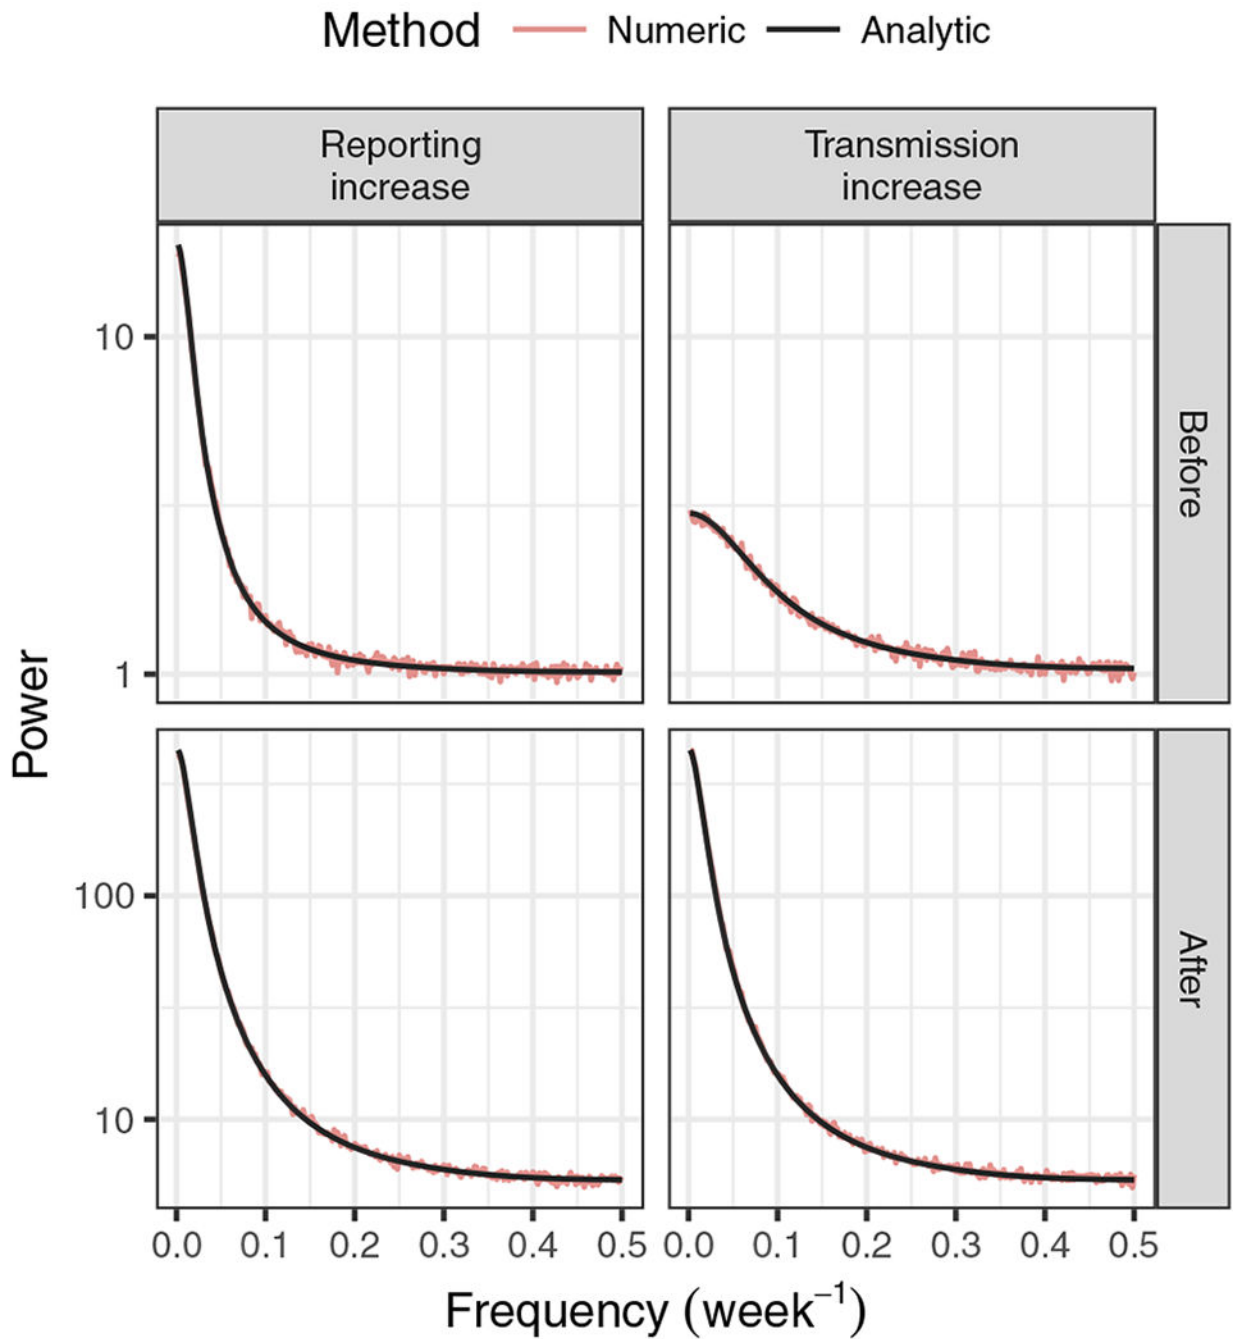 Method Numeric Analytic
Reporting Transmission
increase increase
10
1
Before
Power
100
10
After
0.0 0.1 0.2 0.3 0.4 0.5 0.0 0.1 0.2 0.3 0.4 0.5
Frequency (week⁻¹)